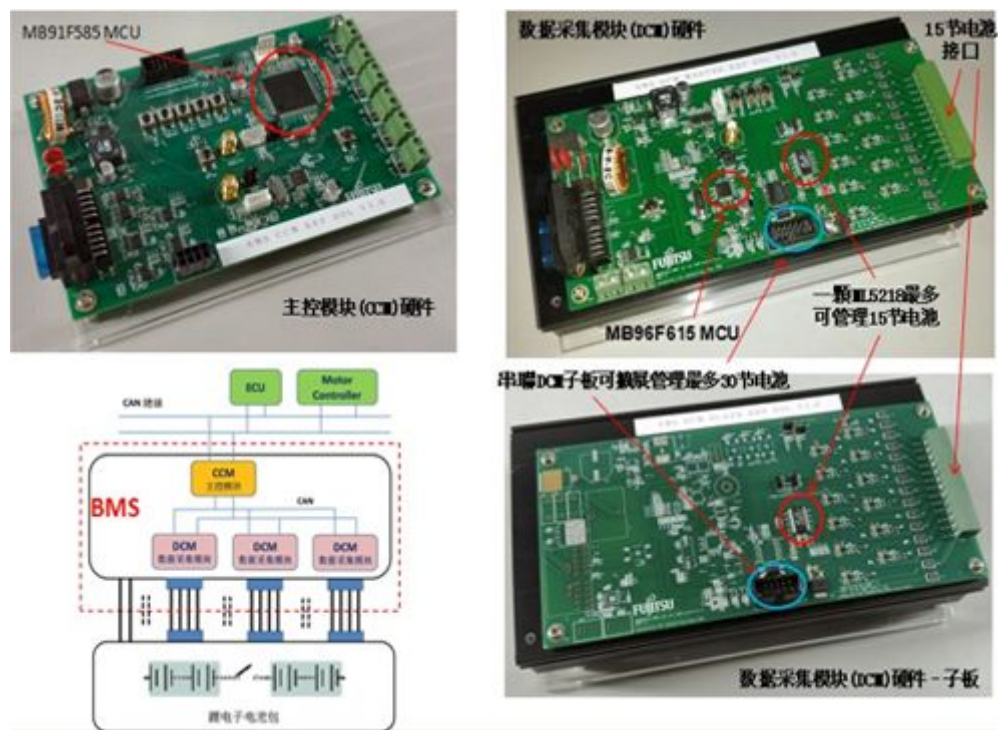 MB91F585 MCU
主控模块(CCM)硬件
数据采集模块(DCM)硬件
15节电池
接口
FUJITSU
MB96F615 MCU
一颗ML5218最多
可管理15节电池
串联DCM子板可扩展管理最多30节电池
FUJITSU
数据采集模块(DCM)硬件-子板
ECU
Motor
Controller
CAN 总线
BMS
CCM
主控模块
CAN
DCM
数据采集模块
DCM
数据采集模块
DCM
数据采集模块
锂电子电池包